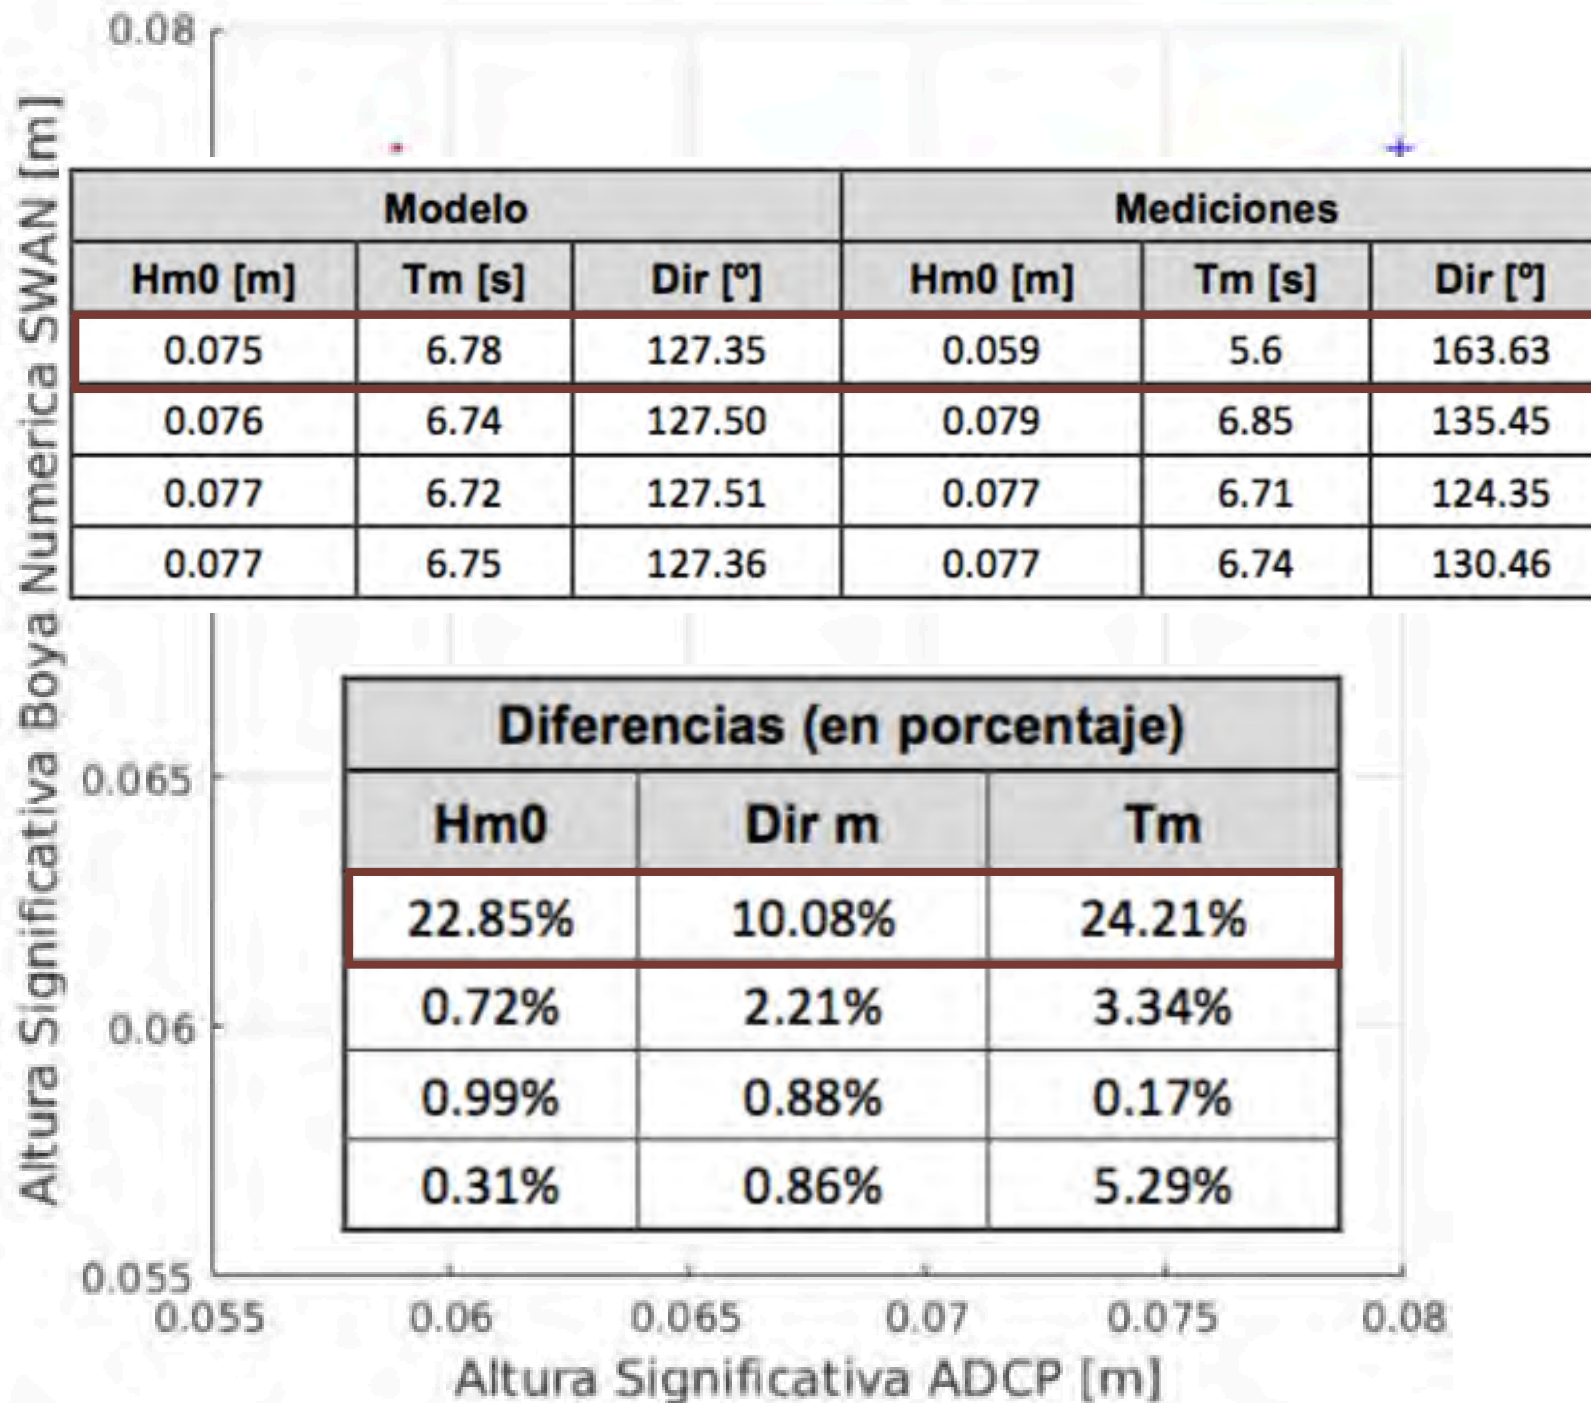 0.08
Altura Significativa Boya Numerica SWAN [m]
Modelo Mediciones
Hm0 [m] Tm [s] Dir [º] Hm0 [m] Tm [s] Dir [º]
0.075 6.78 127.35 0.059 5.6 163.63
0.076 6.74 127.50 0.079 6.85 135.45
0.077 6.72 127.51 0.077 6.71 124.35
0.077 6.75 127.36 0.077 6.74 130.46
Diferencias (en porcentaje)
Hm0 Dir m Tm
22.85% 10.08% 24.21%
0.72% 2.21% 3.34%
0.99% 0.88% 0.17%
0.31% 0.86% 5.29%
0.065
0.06
0.055
0.055 0.06 0.065 0.07 0.075 0.08
Altura Significativa ADCP [m]